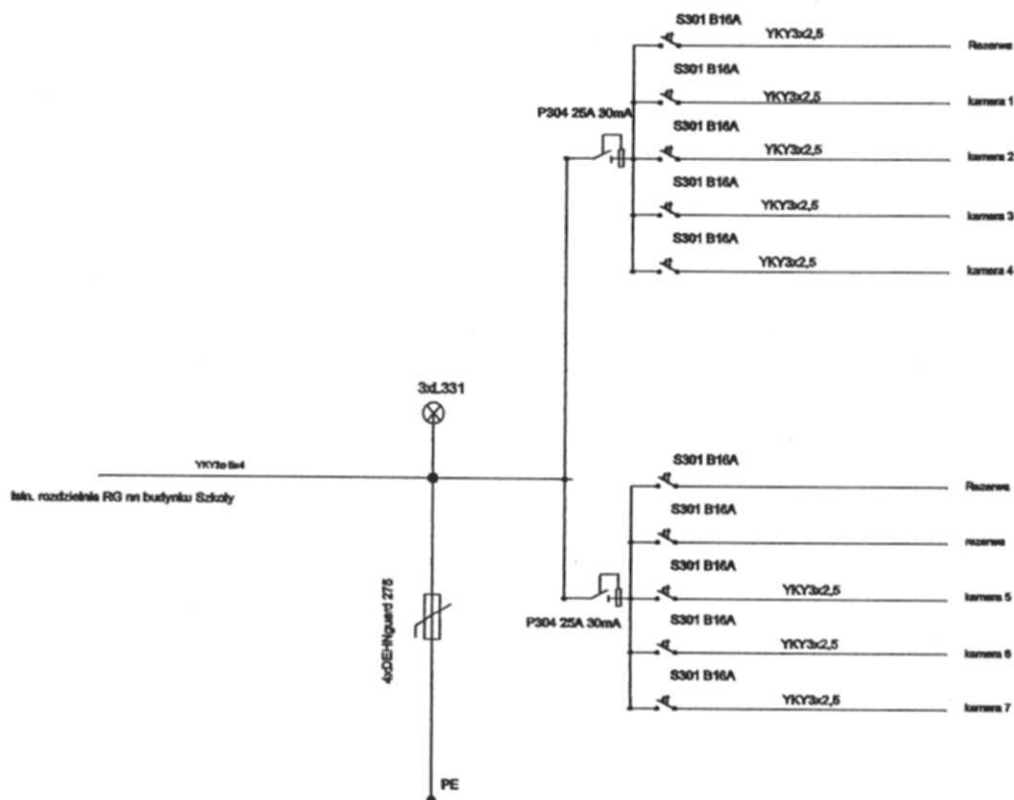 S301 B16A
YKY3x2,5
Rezerwa
S301 B16A
YKY3x2,5
kamera 1
P304 25A 30mA
S301 B16A
YKY3x2,5
kamera 2
S301 B16A
YKY3x2,5
kamera 3
S301 B16A
YKY3x2,5
kamera 4
3xL331
5x4
Istn. rozdzielnia RG nn budynku Szkoły
4xDEHNguard 275
PE
S301 B16A
Rezerwa
S301 B16A
rezerwa
S301 B16A
YKY3x2,5
kamera 5
P304 25A 30mA
S301 B16A
YKY3x2,5
kamera 6
S301 B16A
YKY3x2,5
kamera 7